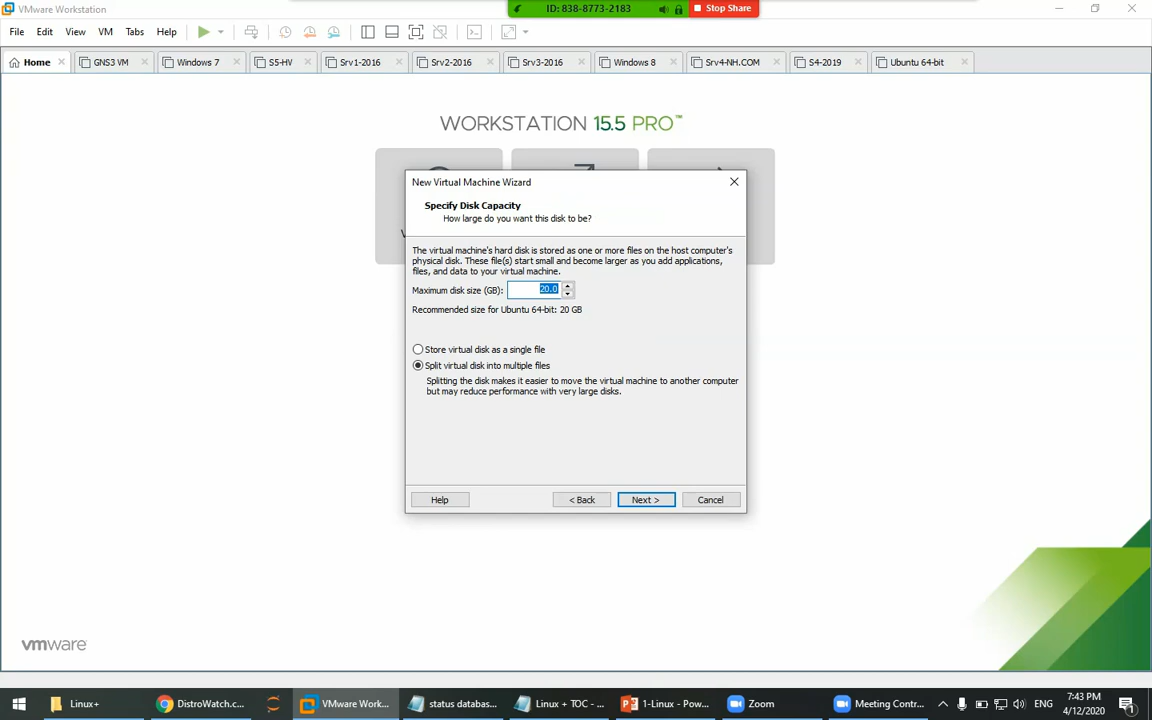 VMware Workstation
ID: 838-8773-2183
Stop Share
File Edit View VM Tabs Help
Home
GNS3 VM
Windows 7
S5-HV
Srv1-2016
Srv2-2016
Srv3-2016
Windows 8
Srv4-NH.COM
S4-2019
Ubuntu 64-bit
WORKSTATION 15.5 PRO™
New Virtual Machine Wizard
Specify Disk Capacity
How large do you want this disk to be?
The virtual machine's hard disk is stored as one or more files on the host computer's
physical disk. These file(s) start small and become larger as you add applications,
files, and data to your virtual machine.
Maximum disk size (GB): 20.0
Recommended size for Ubuntu 64-bit: 20 GB
Store virtual disk as a single file
Split virtual disk into multiple files
Splitting the disk makes it easier to move the virtual machine to another computer
but may reduce performance with very large disks.
Help < Back Next > Cancel
vmware
Linux+
DistroWatch.c...
VMware Work...
status databas...
Linux + TOC - ...
1-Linux - Pow...
Zoom
Meeting Contr...
ENG
7:43 PM
4/12/2020
1